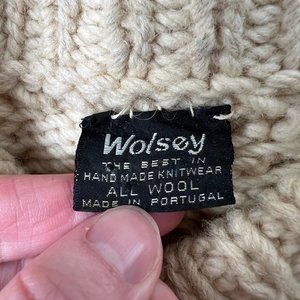 Wolsey
THE BEST IN
HAND MADE KNITWEAR
ALL WOOL
MADE IN PORTUGAL